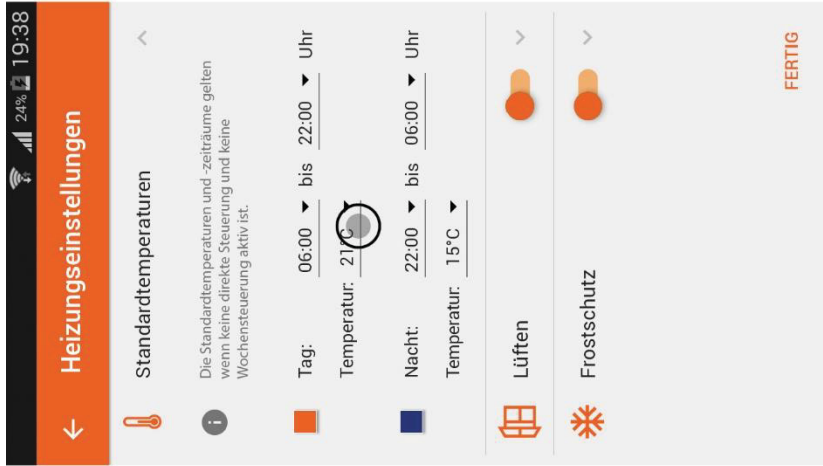 24% 19:38
Heizungseinstellungen
Standardtemperaturen
Die Standardtemperaturen und -zeiträume gelten
wenn keine direkte Steuerung und keine
Wochensteuerung aktiv ist.
Tag: 06:00 bis 22:00 Uhr
Temperatur: 21°C
Nacht: 22:00 bis 06:00 Uhr
Temperatur: 15°C
Lüften
Frostschutz
FERTIG